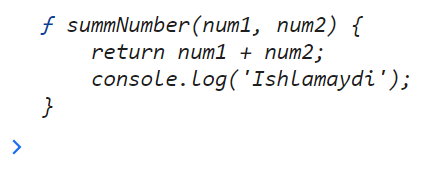 ƒ summNumber(num1, num2) {
return num1 + num2;
console.log('Ishlamaydi');
}
>